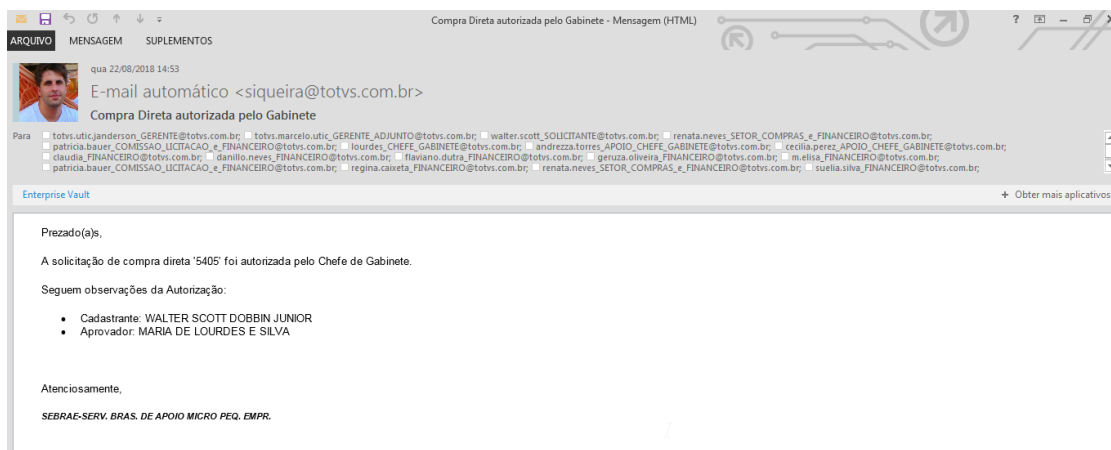 Compra Direta autorizada pelo Gabinete - Mensagem (HTML)
ARQUIVO MENSAGEM SUPLEMENTOS
qua 22/08/2018 14:53
E-mail automático <siqueira@totvs.com.br>
Compra Direta autorizada pelo Gabinete
Para totvs.utic.janderson_GERENTE@totvs.com.br; totvs.marcelo.utic_GERENTE_ADJUNTO@totvs.com.br; walter.scott_SOLICITANTE@totvs.com.br; renata.neves_SETOR_COMPRAS_e_FINANCEIRO@totvs.com.br;
patricia.bauer_COMISSAO_LICITACAO_e_FINANCEIRO@totvs.com.br; lourdes_CHEFE_GABINETE@totvs.com.br; andrezza.torres_APOIO_CHEFE_GABINETE@totvs.com.br; cecilia.perez_APOIO_CHEFE_GABINETE@totvs.com.br;
claudia_FINANCEIRO@totvs.com.br; danillo.neves_FINANCEIRO@totvs.com.br; flaviano.dutra_FINANCEIRO@totvs.com.br; geruza.oliveira_FINANCEIRO@totvs.com.br; m.elisa_FINANCEIRO@totvs.com.br;
patricia.bauer_COMISSAO_LICITACAO_e_FINANCEIRO@totvs.com.br; regina.caixeta_FINANCEIRO@totvs.com.br; renata.neves_SETOR_COMPRAS_e_FINANCEIRO@totvs.com.br; suelia.silva_FINANCEIRO@totvs.com.br;
Enterprise Vault + Obter mais aplicativos
Prezado(a)s,
A solicitação de compra direta '5405' foi autorizada pelo Chefe de Gabinete.
Seguem observações da Autorização:
• Cadastrante: WALTER SCOTT DOBBIN JUNIOR
• Aprovador: MARIA DE LOURDES E SILVA
Atenciosamente,
SEBRAE-SERV. BRAS. DE APOIO MICRO PEQ. EMPR.